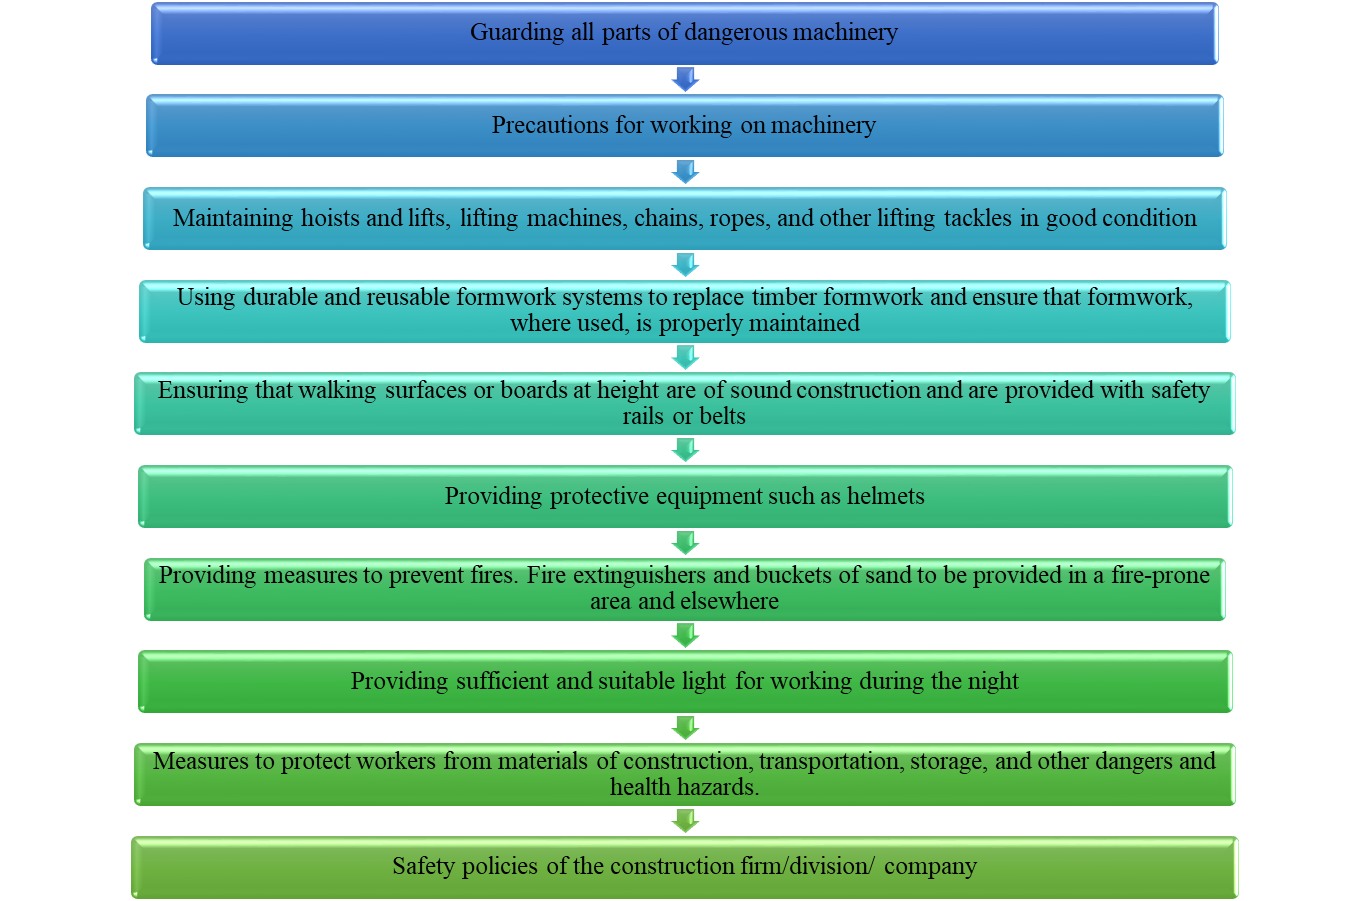 Guarding all parts of dangerous machinery
Precautions for working on machinery
Maintaining hoists and lifts, lifting machines, chains, ropes, and other lifting tackles in good condition
Using durable and reusable formwork systems to replace timber formwork and ensure that formwork,
where used, is properly maintained
Ensuring that walking surfaces or boards at height are of sound construction and are provided with safety
rails or belts
Providing protective equipment such as helmets
Providing measures to prevent fires. Fire extinguishers and buckets of sand to be provided in a fire-prone
area and elsewhere
Providing sufficient and suitable light for working during the night
Measures to protect workers from materials of construction, transportation, storage, and other dangers and
health hazards.
Safety policies of the construction firm/division/ company